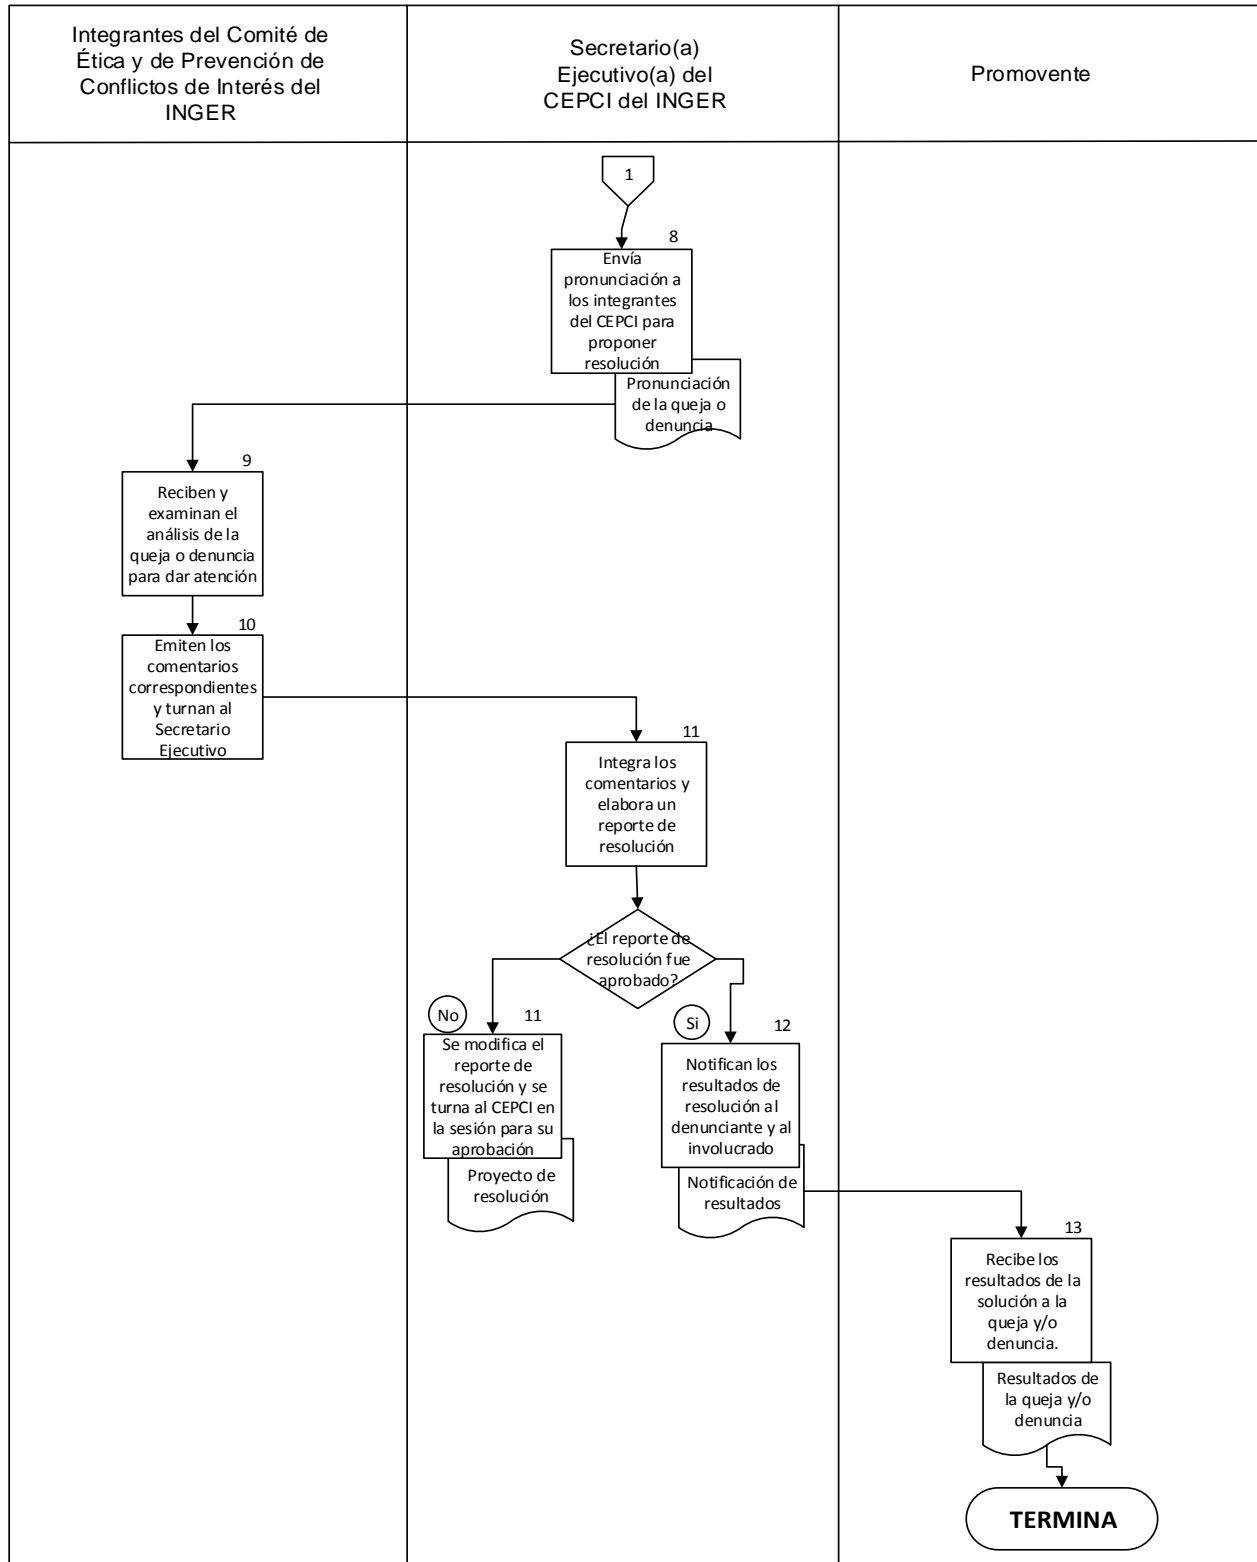 Integrantes del Comité de
Ética y de Prevención de
Conflictos de Interés del
INGER
Secretario(a)
Ejecutivo(a) del
CEPCI del INGER
Promovente
1
8
Envía
pronunciación a
los integrantes
del CEPCI para
proponer
resolución
Pronunciación
de la queja o
denuncia
9
Reciben y
examinan el
análisis de la
queja o denuncia
para dar atención
10
Emiten los
comentarios
correspondientes
y turnan al
Secretario
Ejecutivo
11
Integra los
comentarios y
elabora un
reporte de
resolución
¿El reporte de
resolución fue
aprobado?
No
11
Se modifica el
reporte de
resolución y se
turna al CEPCI en
la sesión para su
aprobación
Proyecto de
resolución
Si
12
Notifican los
resultados de
resolución al
denunciante y al
involucrado
Notificación de
resultados
13
Recibe los
resultados de la
solución a la
queja y/o
denuncia.
Resultados de
la queja y/o
denuncia
TERMINA